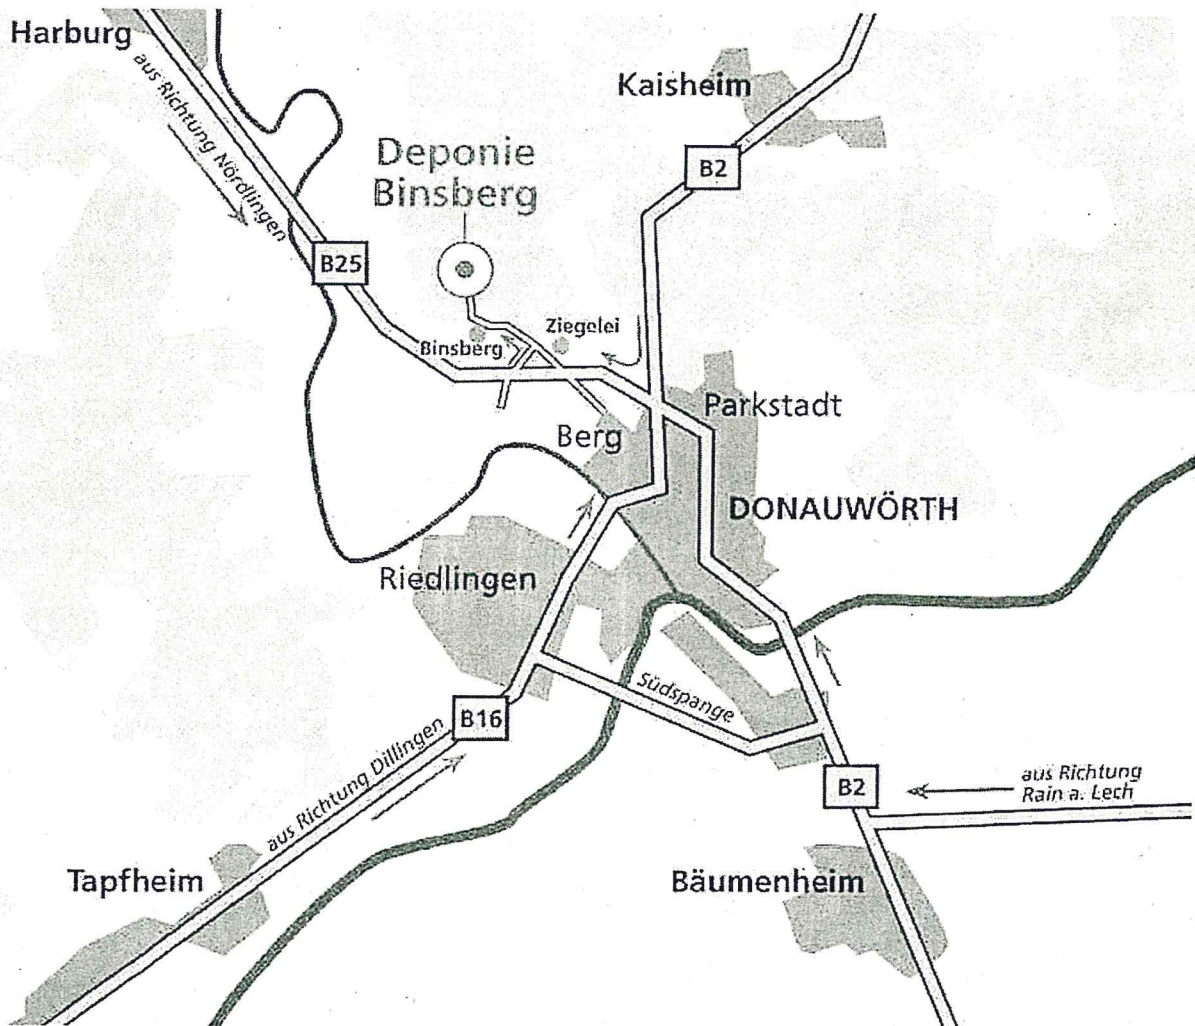 Harburg
aus Richtung Nördlingen
Kaisheim
Deponie
Binsberg
B2
B25
Ziegelei
Binsberg
Parkstadt
Berg
DONAUWÖRTH
Riedlingen
Südspange
B16
aus Richtung Dillingen
B2
aus Richtung
Rain a. Lech
Tapfheim
Bäumenheim